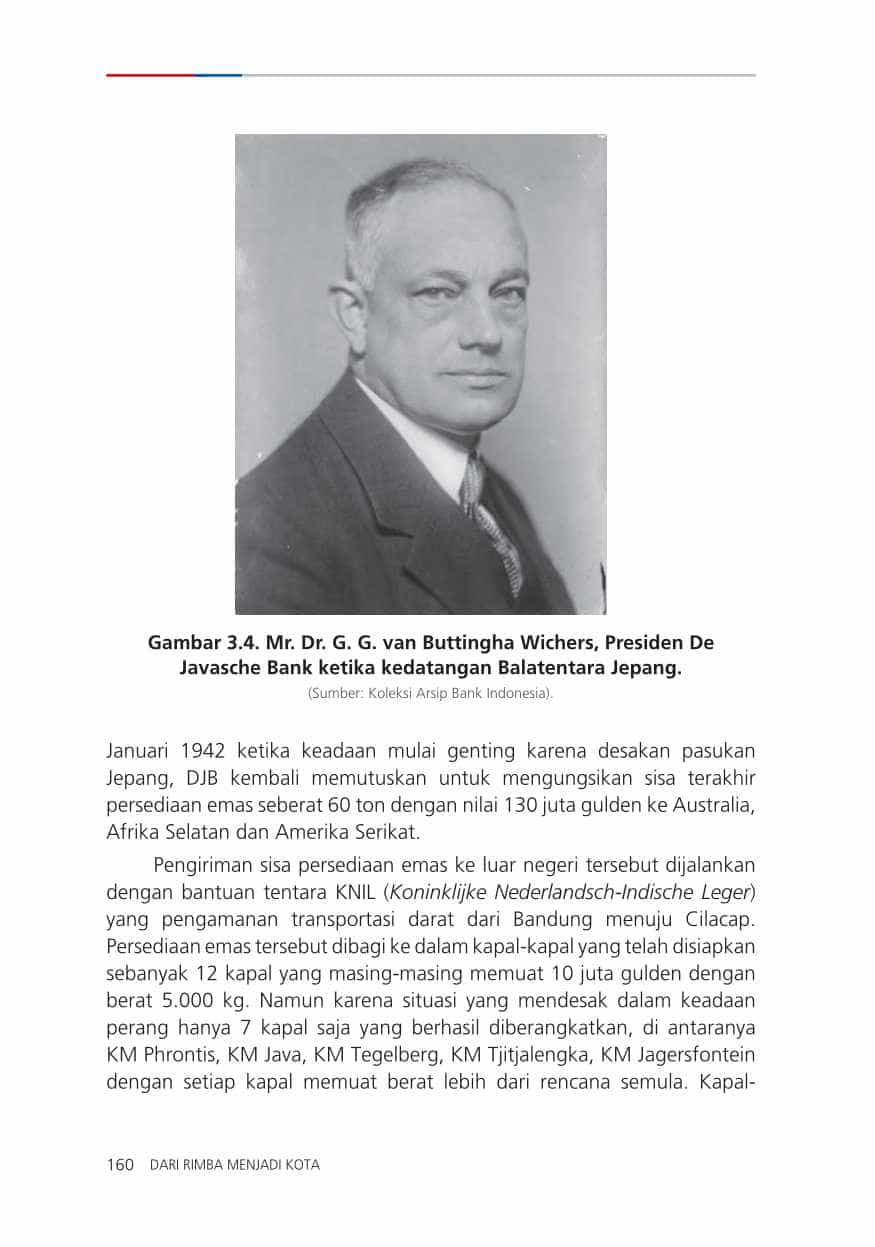 Gambar 3.4. Mr. Dr. G. G. van Buttingha Wichers, Presiden De
Javasche Bank ketika kedatangan Balatentara Jepang.
(Sumber: Koleksi Arsip Bank Indonesia).
Januari 1942 ketika keadaan mulai genting karena desakan pasukan
Jepang, DJB kembali memutuskan untuk mengungsikan sisa terakhir
persediaan emas seberat 60 ton dengan nilai 130 juta gulden ke Australia,
Afrika Selatan dan Amerika Serikat.
Pengiriman sisa persediaan emas ke luar negeri tersebut dijalankan
dengan bantuan tentara KNIL (Koninklijke Nederlandsch-Indische Leger)
yang pengamanan transportasi darat dari Bandung menuju Cilacap.
Persediaan emas tersebut dibagi ke dalam kapal-kapal yang telah disiapkan
sebanyak 12 kapal yang masing-masing memuat 10 juta gulden dengan
berat 5.000 kg. Namun karena situasi yang mendesak dalam keadaan
perang hanya 7 kapal saja yang berhasil diberangkatkan, di antaranya
KM Phrontis, KM Java, KM Tegelberg, KM Tjitjalengka, KM Jagersfontein
dengan setiap kapal memuat berat lebih dari rencana semula. Kapal-
160 DARI RIMBA MENJADI KOTA